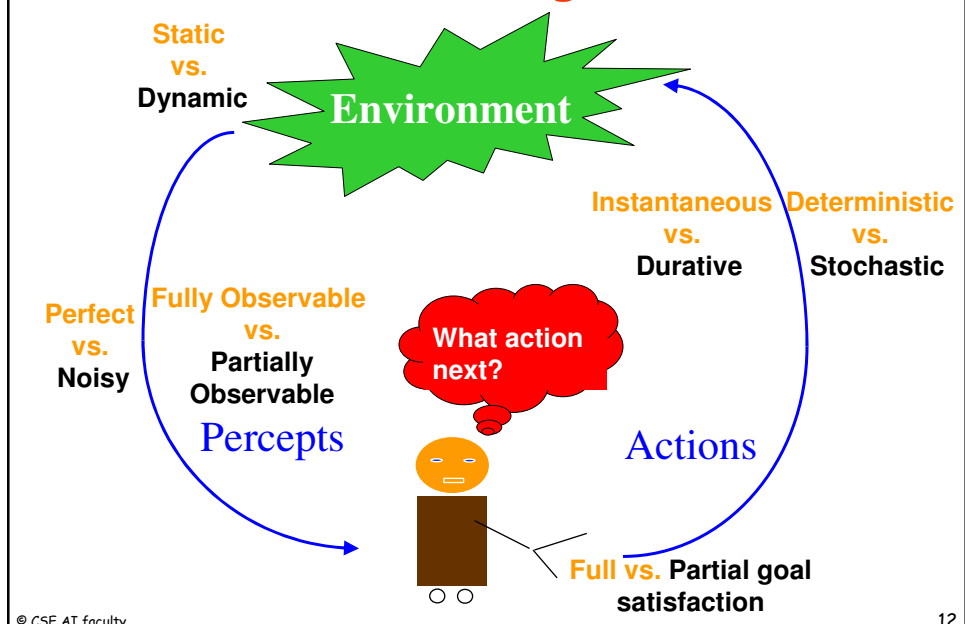 Static
vs.
Dynamic
Environment
Instantaneous
vs.
Durative
Deterministic
vs.
Stochastic
Perfect
vs.
Noisy
Fully Observable
vs.
Partially
Observable
What action
next?
Percepts
Actions
Full vs. Partial goal
satisfaction
© CSE AI faculty
12